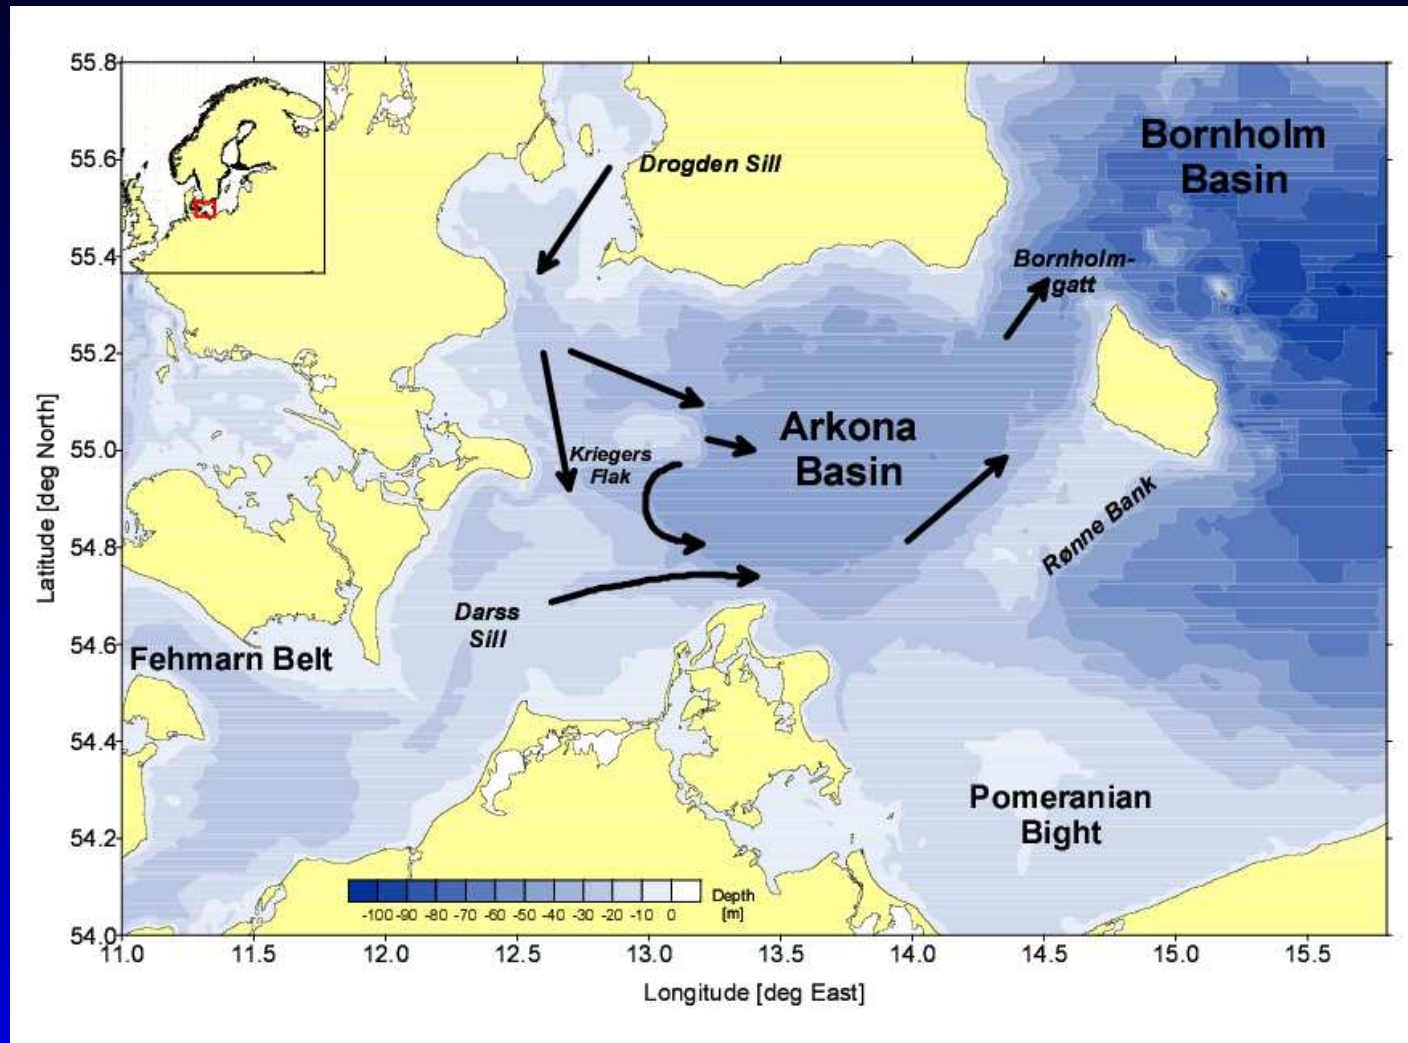 55.8
55.6
55.4
55.2
55.0
54.8
54.6
54.4
54.2
54.0
Latitude [deg North]
Drogden Sill
Bornholm
Basin
Bornholm-
gatt
Arkona
Basin
Kriegers
Flak
Rønne Bank
Darss
Sill
Fehmarn Belt
Pomeranian
Bight
-100 -90 -80 -70 -60 -50 -40 -30 -20 -10 0
Depth
[m]
11.0 11.5 12.0 12.5 13.0 13.5 14.0 14.5 15.0 15.5
Longitude [deg East]